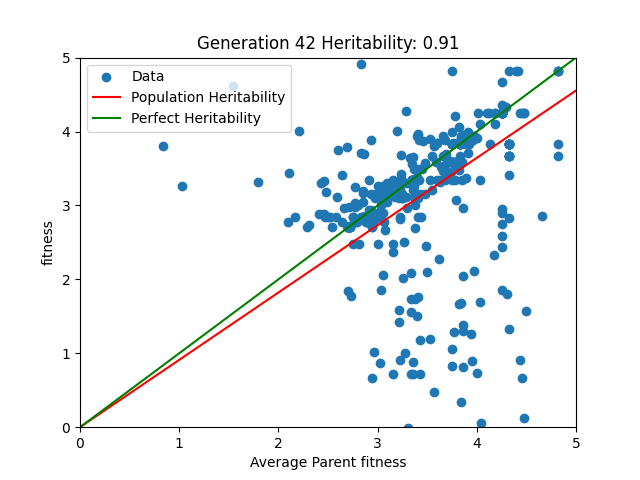 Generation 42 Heritability: 0.91
Data
Population Heritability
Perfect Heritability
fitness
5
4
3
2
1
0
0 1 2 3 4 5
Average Parent fitness